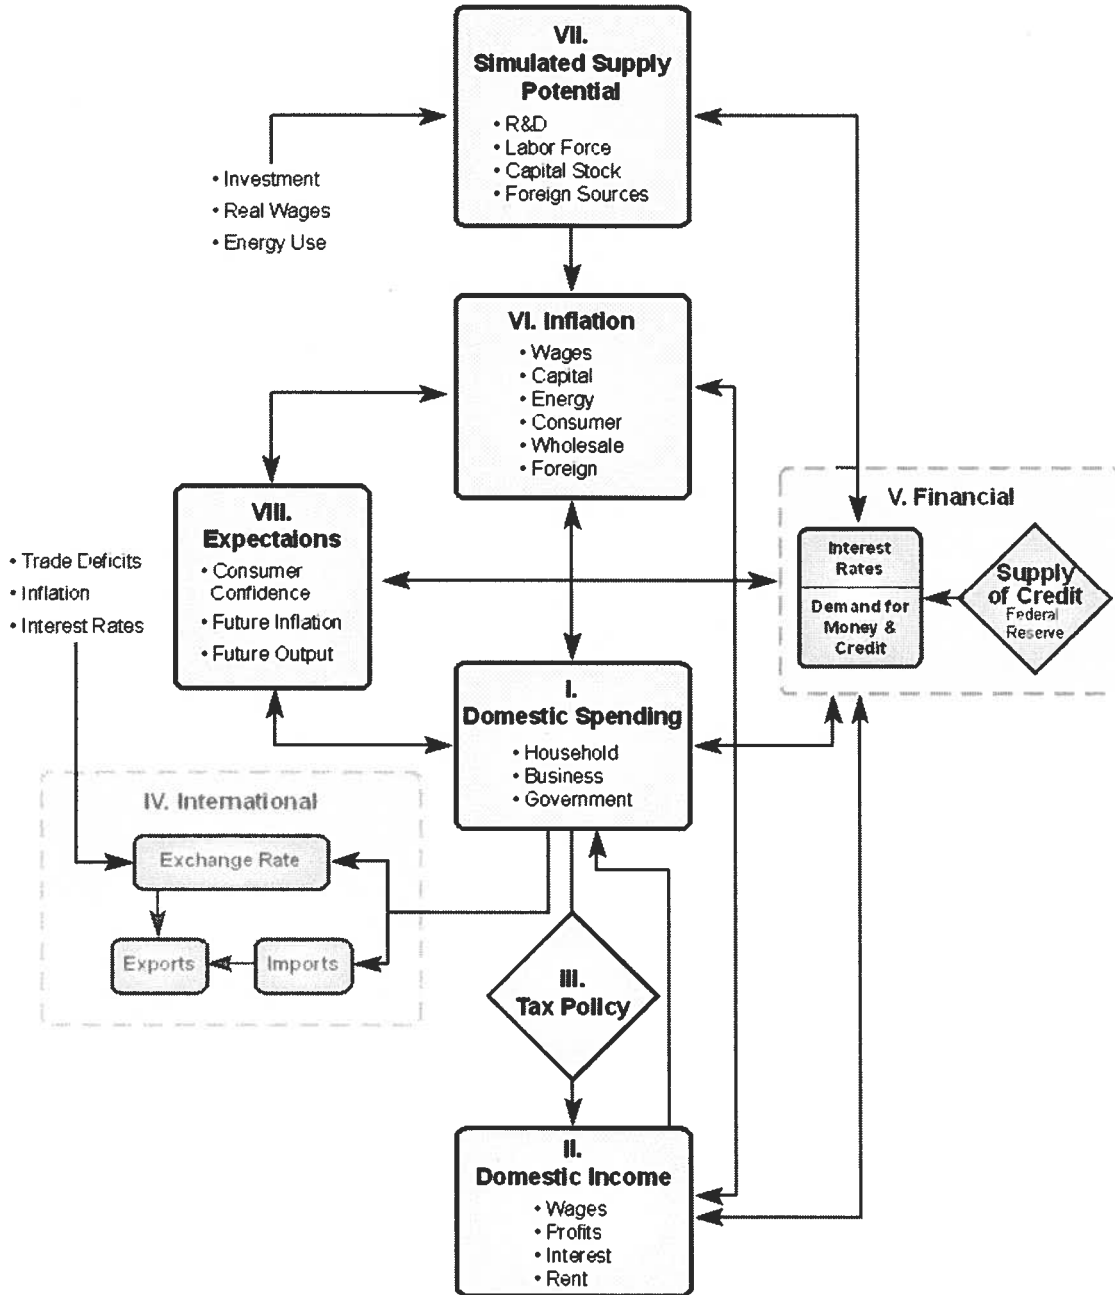 VII.
Simulated Supply
Potential
• R&D
• Labor Force
• Capital Stock
• Foreign Sources
• Investment
• Real Wages
• Energy Use
VI. Inflation
• Wages
• Capital
• Energy
• Consumer
• Wholesale
• Foreign
VIII.
Expectaions
• Consumer
Confidence
• Future Inflation
• Future Output
• Trade Deficits
• Inflation
• Interest Rates
V. Financial
Interest
Rates
Demand for
Money &
Credit
Supply
of Credit
Federal
Reserve
I.
Domestic Spending
• Household
• Business
• Government
IV. International
Exchange Rate
Exports
Imports
III.
Tax Policy
II.
Domestic Income
• Wages
• Profits
• Interest
• Rent